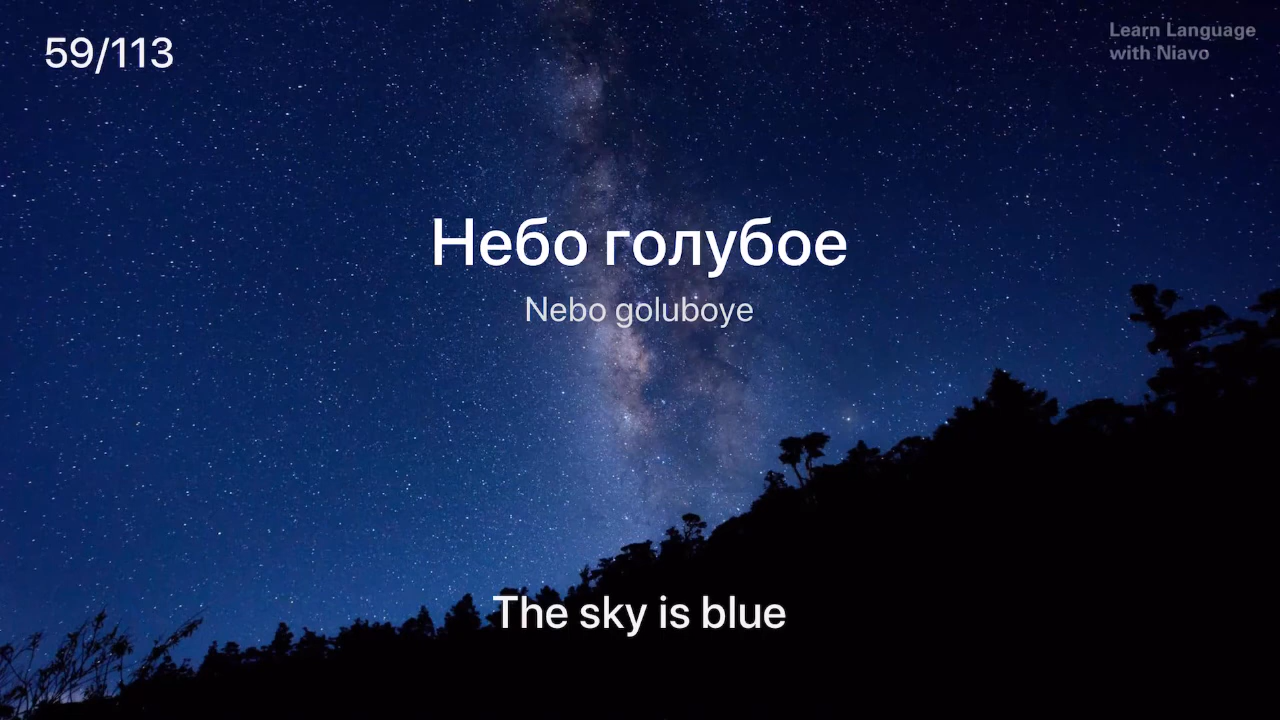 59/113
Learn Language
with Niavo
Небо голубое
Nebo goluboye
The sky is blue